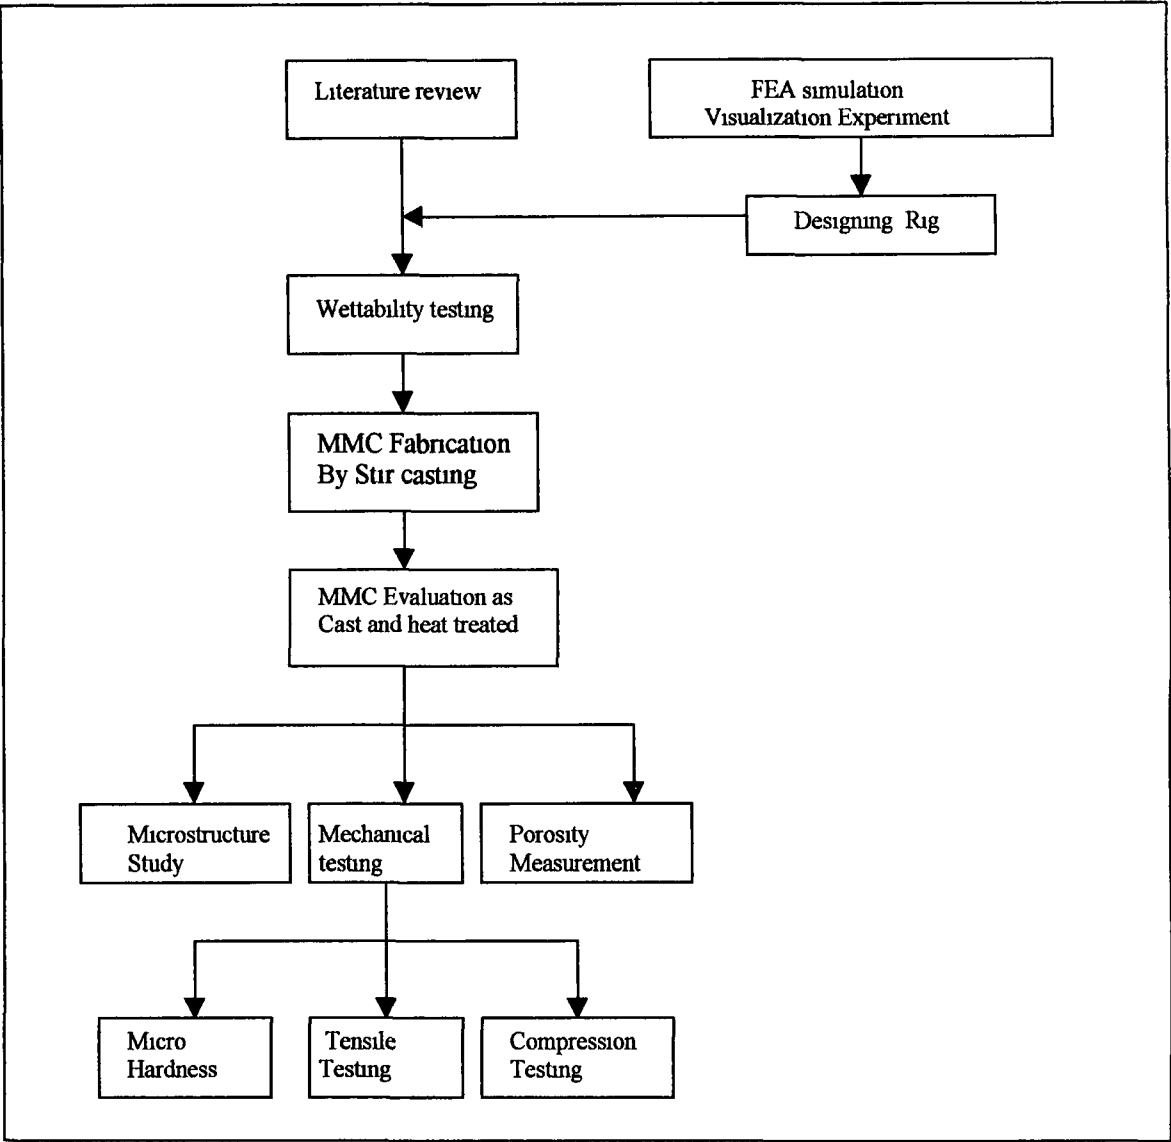 Literature review
FEA simulation
Visualization Experiment
Designing Rig
Wettability testing
MMC Fabrication
By Stir casting
MMC Evaluation as
Cast and heat treated
Microstructure
Study
Mechanical
testing
Porosity
Measurement
Micro
Hardness
Tensile
Testing
Compression
Testing